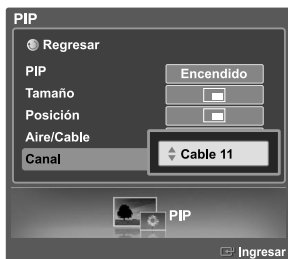 PIP
Regresar
PIP Encendido
Tamaño
Posición
Aire/Cable
Canal Cable 11
PIP
Ingresar